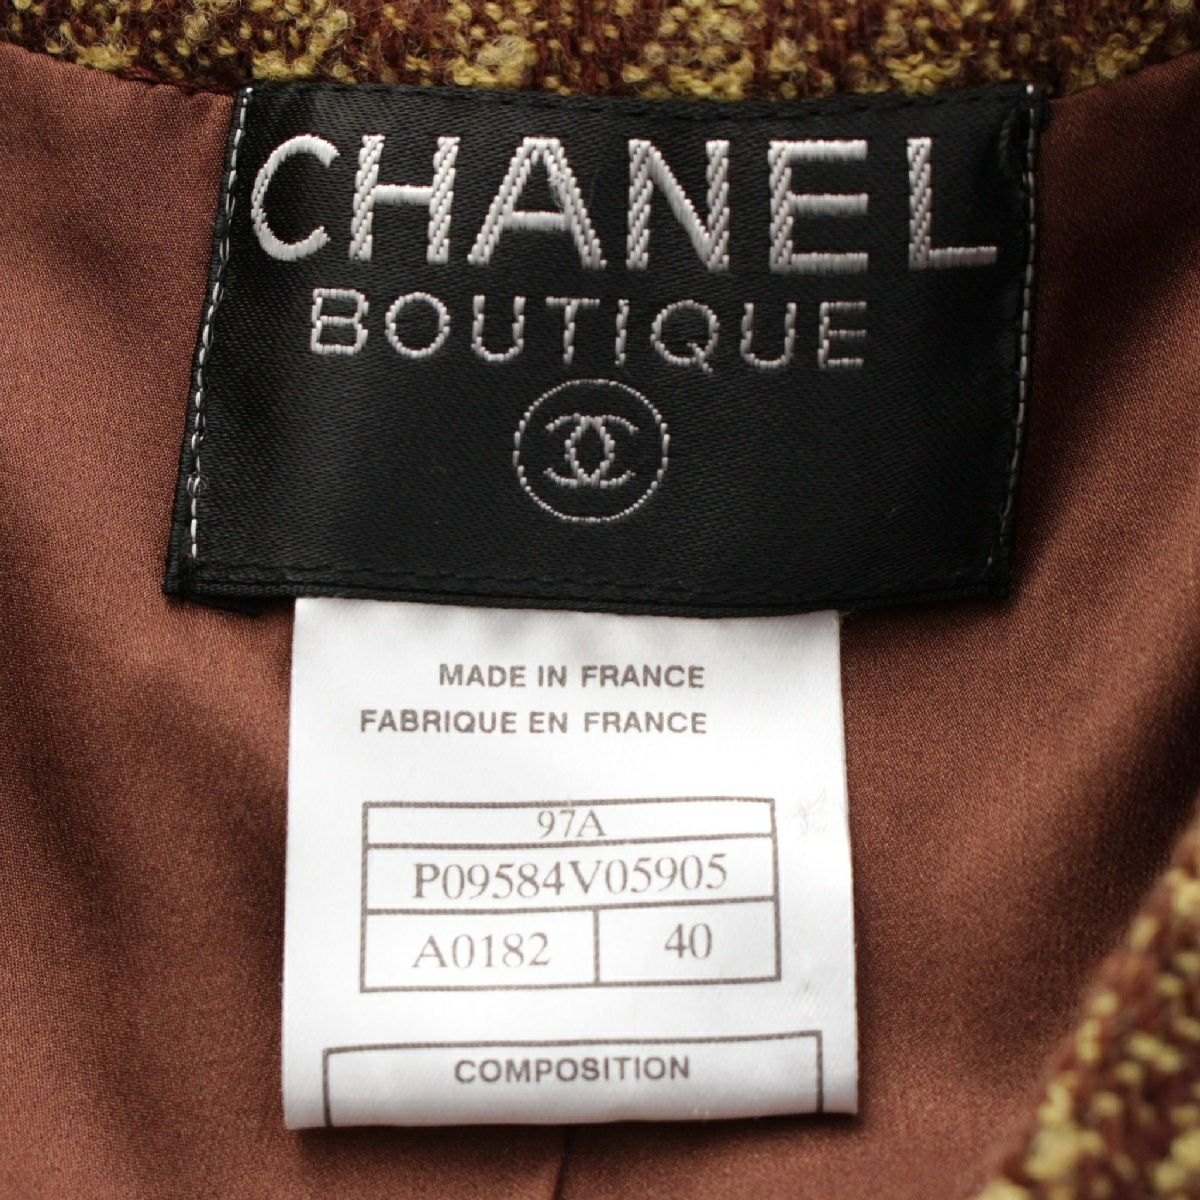 CHANEL
BOUTIQUE
MADE IN FRANCE
FABRIQUE EN FRANCE
97A
P09584V05905
A0182 40
COMPOSITION